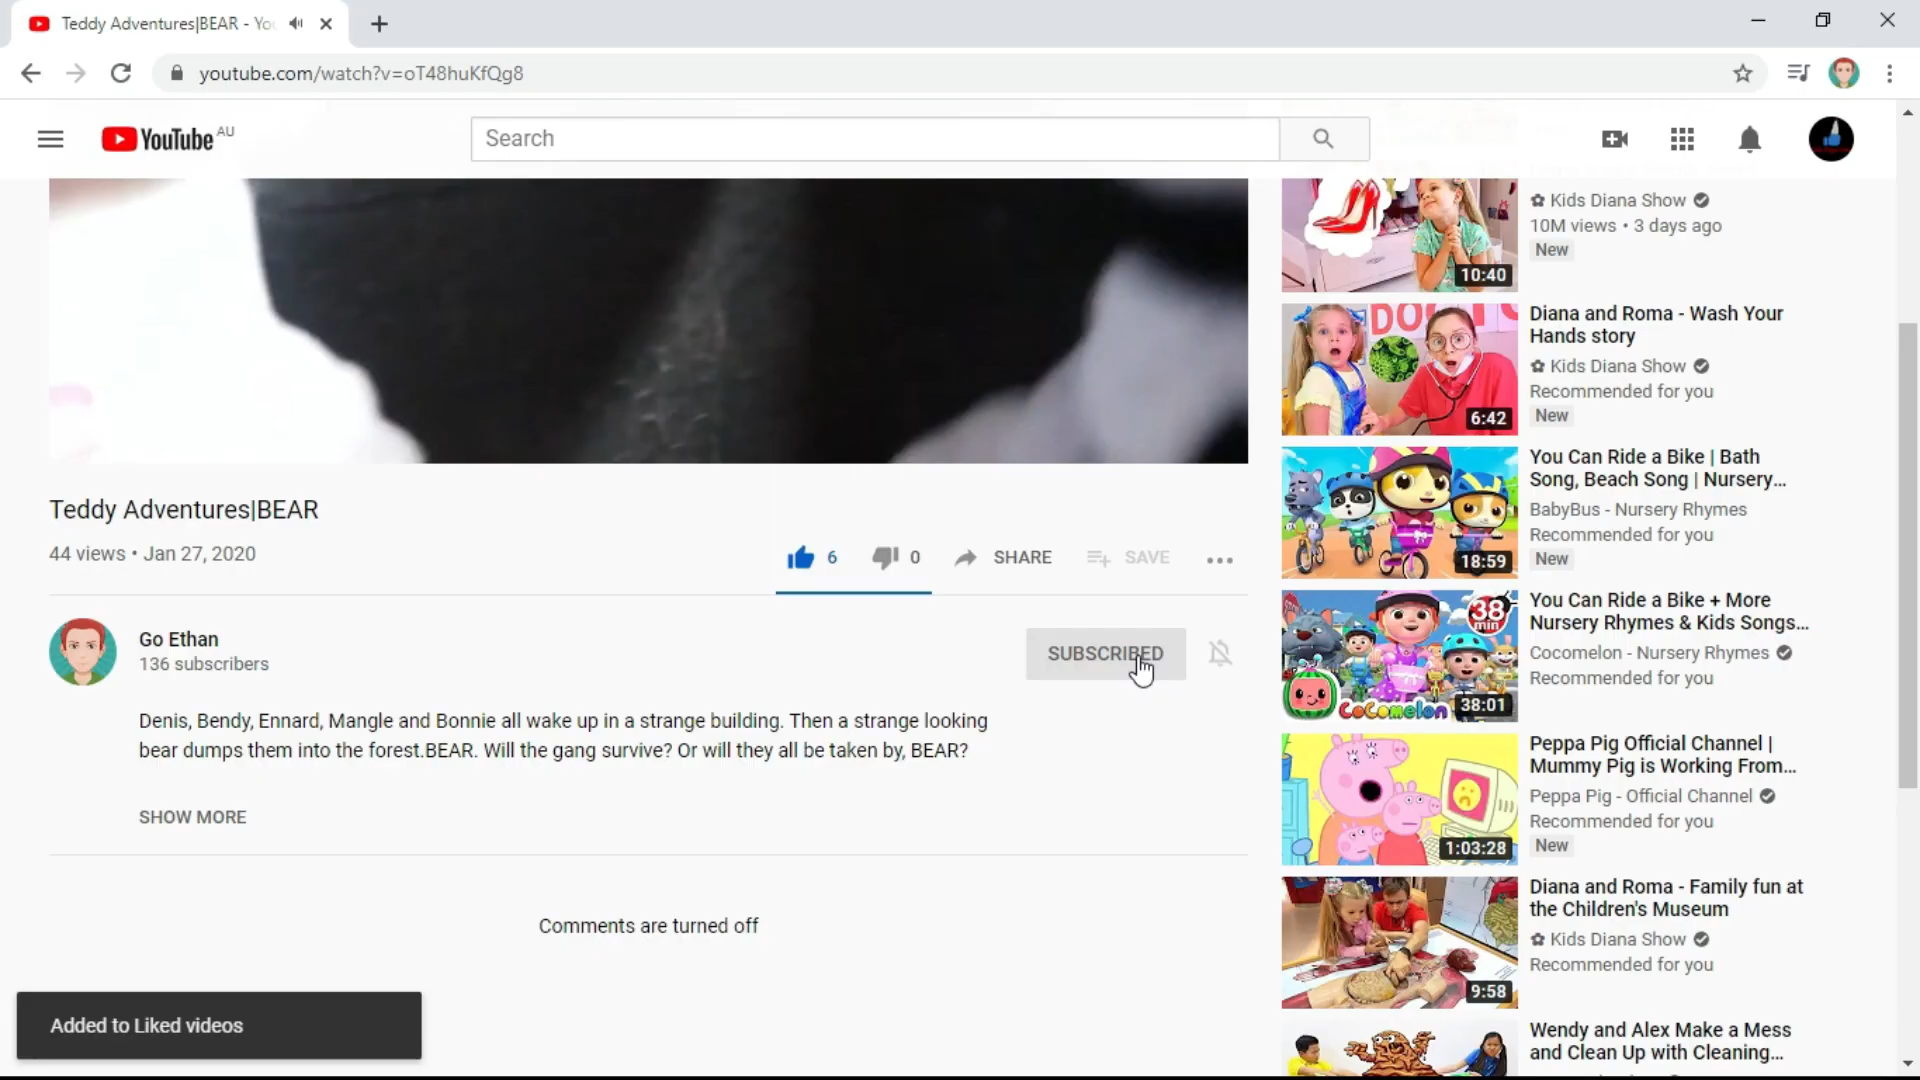 Teddy Adventures|BEAR - You
youtube.com/watch?v=oT48huKfQg8
YouTube AU
Search
Kids Diana Show
10M views • 3 days ago
New
10:40
Diana and Roma - Wash Your
Hands story
Kids Diana Show
Recommended for you
New
6:42
You Can Ride a Bike | Bath
Song, Beach Song | Nursery...
BabyBus - Nursery Rhymes
Recommended for you
New
18:59
Teddy Adventures|BEAR
44 views • Jan 27, 2020
6 0 SHARE SAVE
Go Ethan
136 subscribers
SUBSCRIBED
Denis, Bendy, Ennard, Mangle and Bonnie all wake up in a strange building. Then a strange looking
bear dumps them into the forest.BEAR. Will the gang survive? Or will they all be taken by, BEAR?
SHOW MORE
Comments are turned off
Added to Liked videos
You Can Ride a Bike + More
Nursery Rhymes & Kids Songs...
Cocomelon - Nursery Rhymes
Recommended for you
38
min
CoComelon
38:01
Peppa Pig Official Channel |
Mummy Pig is Working From...
Peppa Pig - Official Channel
Recommended for you
New
1:03:28
Diana and Roma - Family fun at
the Children's Museum
Kids Diana Show
Recommended for you
9:58
Wendy and Alex Make a Mess
and Clean Up with Cleaning...